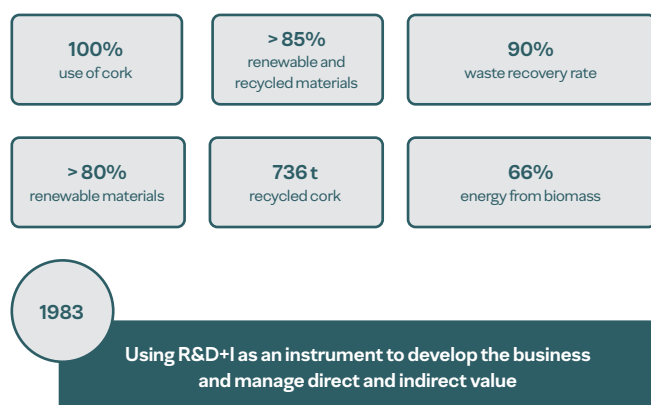 100%
use of cork
> 85%
renewable and
recycled materials
90%
waste recovery rate
> 80%
renewable materials
736 t
recycled cork
66%
energy from biomass
1983
Using R&D+I as an instrument to develop the business
and manage direct and indirect value